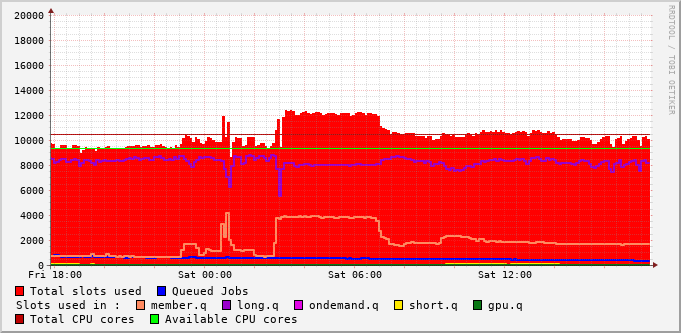 20000
18000
16000
14000
12000
10000
8000
6000
4000
2000
0
Fri 18:00 Sat 00:00 Sat 06:00 Sat 12:00
Total slots used Queued Jobs
Slots used in : member.q long.q ondemand.q short.q gpu.q
Total CPU cores Available CPU cores
RRDTOOL / TOBI OETIKER